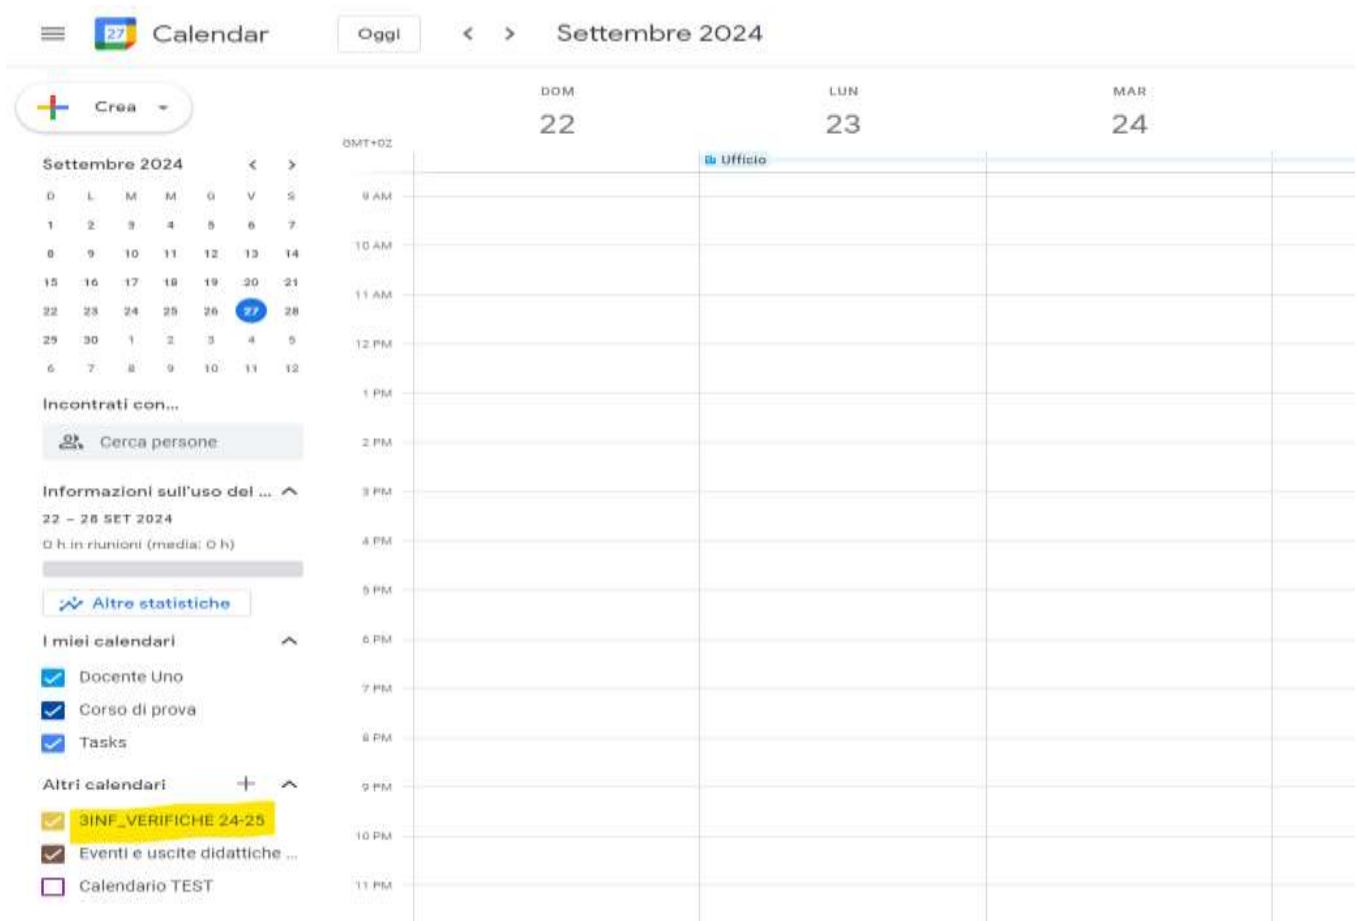 27 Calendar Oggi < > Settembre 2024
Crea
DOM LUN MAR
22 23 24
GMT+02
Ufficio
Settembre 2024 < >
D L M M G V S
1 2 3 4 5 6 7
8 9 10 11 12 13 14
15 16 17 18 19 20 21
22 23 24 25 26 27 28
29 30 1 2 3 4 5
6 7 8 9 10 11 12
Incontrati con...
Cerca persone
Informazioni sull'uso del ...
22 – 28 SET 2024
0 h in riunioni (media: 0 h)
Altre statistiche
I miei calendari
Docente Uno
Corso di prova
Tasks
Altri calendari +
3INF_VERIFICHE 24-25
Eventi e uscite didattiche ...
Calendario TEST
9 AM
10 AM
11 AM
12 PM
1 PM
2 PM
3 PM
4 PM
5 PM
6 PM
7 PM
8 PM
9 PM
10 PM
11 PM